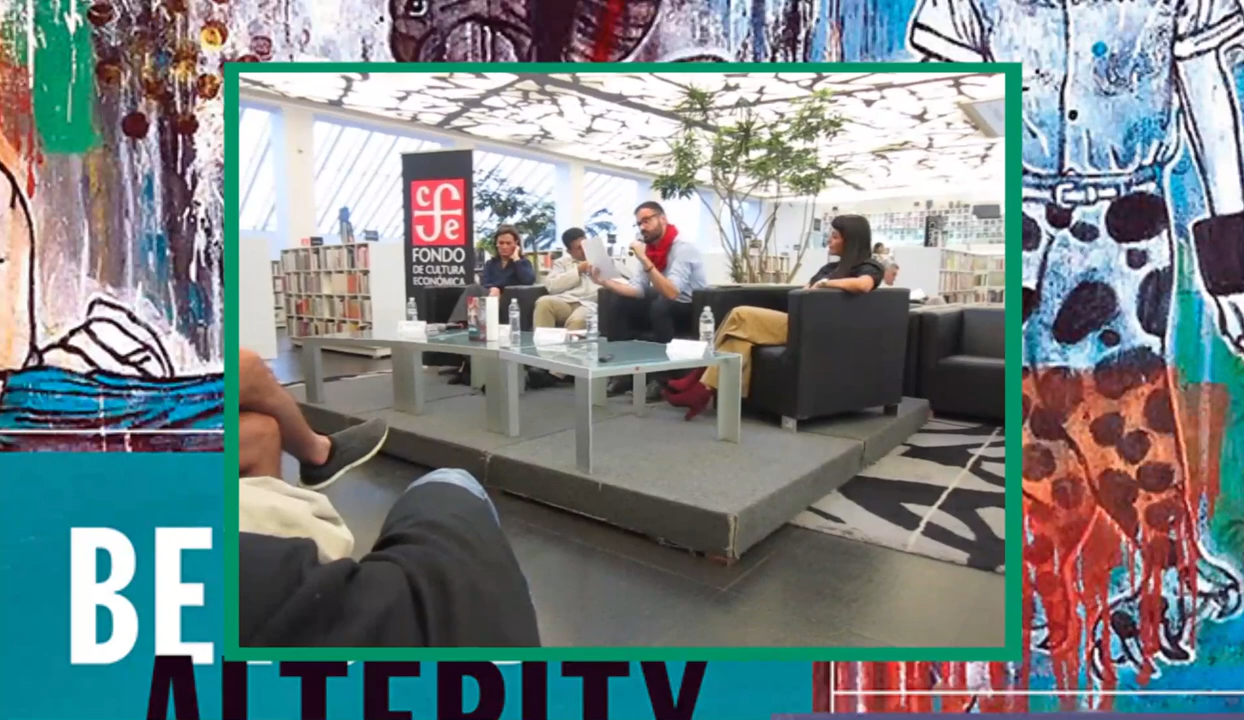 cfe
FONDO
DE CULTURA
ECONÓMICA
BE
ALTERITY